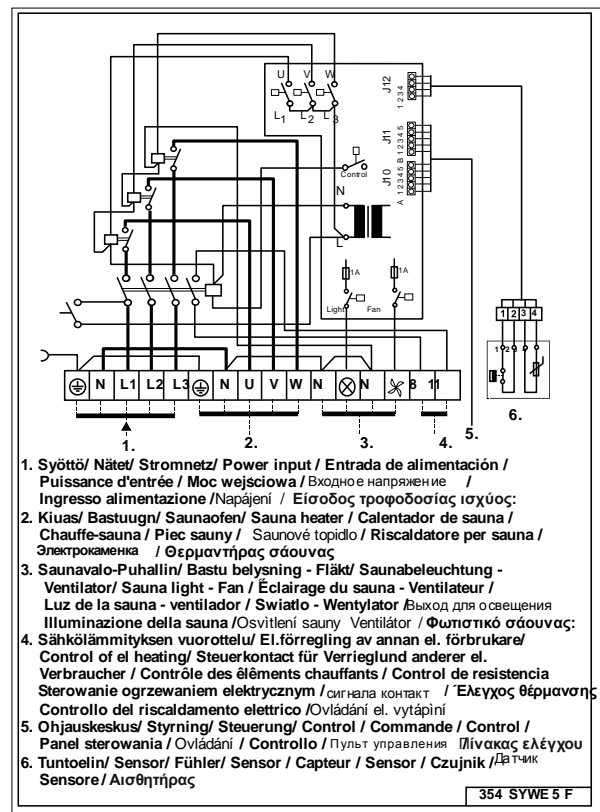 U V W
L1 L2 L3
J12
1 2 3 4
J11
1 2 3 4 5
B
J10
1 2 3 4 5
A
Control
N
L
1A 1A
Light Fan
1 2 3 4
1 2 3 4
N L1 L2 L3 N U V W N N 8 11
1. 2. 3. 4. 5. 6.
1. Syöttö/ Nätet/ Stromnetz/ Power input / Entrada de alimentación /
Puissance d'entrée / Moc wejsciowa / Входное напряжение /
Ingresso alimentazione /Napájení / Είσοδος τροφοδοσίας ισχύος:
2. Kiuas/ Bastuugn/ Saunaofen/ Sauna heater / Calentador de sauna /
Chauffe-sauna / Piec sauny / Saunové topidlo / Riscaldatore per sauna /
Электрокаменка / Θερμαντήρας σάουνας
3. Saunavalo-Puhallin/ Bastu belysning - Fläkt/ Saunabeleuchtung -
Ventilator/ Sauna light - Fan / Éclairage du sauna - Ventilateur /
Luz de la sauna - ventilador / Swiatlo - Wentylator /Выход для освещения
Illuminazione della sauna /Osvìtlení sauny Ventilátor / Φωτιστικό σάουνας:
4. Sähkölämmityksen vuorottelu/ El.förregling av annan el. förbrukare/
Control of el heating/ Steuerkontact für Verrieglund anderer el.
Verbraucher / Contrôle des êlêments chauffants / Control de resistencia
Sterowanie ogrzewaniem elektrycznym /сигнала контакт / Έλεγχος θέρμανσης
Controllo del riscaldamento elettrico /Ovládání el. vytápìní
5. Ohjauskeskus/ Styrning/ Steuerung/ Control / Commande / Control /
Panel sterowania / Ovládání / Controllo / Пульт управления Πίνακας ελέγχου
6. Tuntoelin/ Sensor/ Fühler/ Sensor / Capteur / Sensor / Czujnik /Датчик
Sensore / Αισθητήρας
354 SYWE 5 F